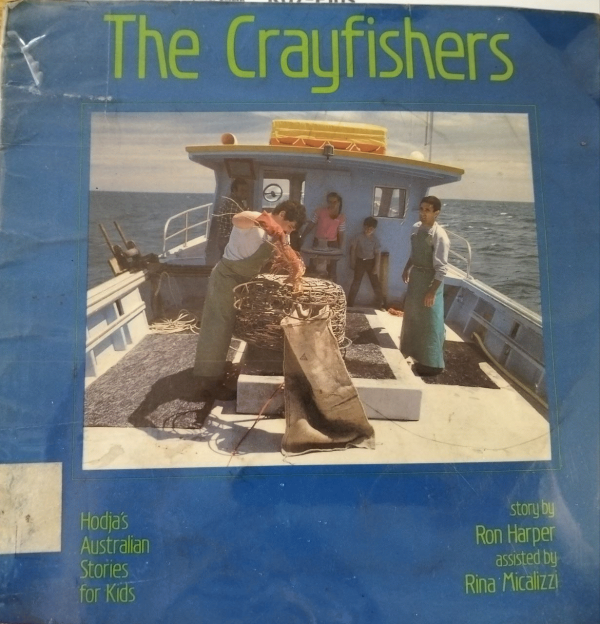 The Crayfishers
Hodja's
Australian
Stories
for Kids
story by
Ron Harper
assisted by
Rina Micalizzi